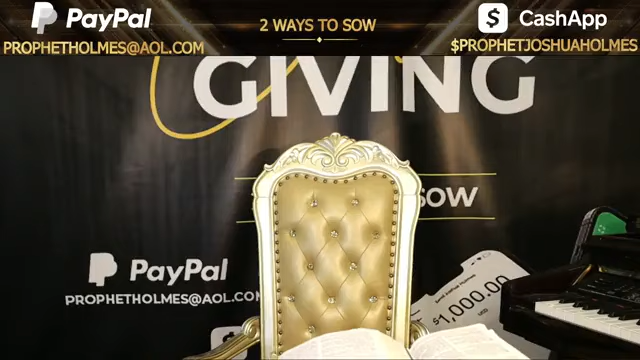 PayPal
PROPHETHOLMES@AOL.COM
2 WAYS TO SOW
$ CashApp
$PROPHETJOSHUAHOLMES
GIVING
SOW
PayPal
PROPHETHOLMES@AOL.COM
$1,000.00